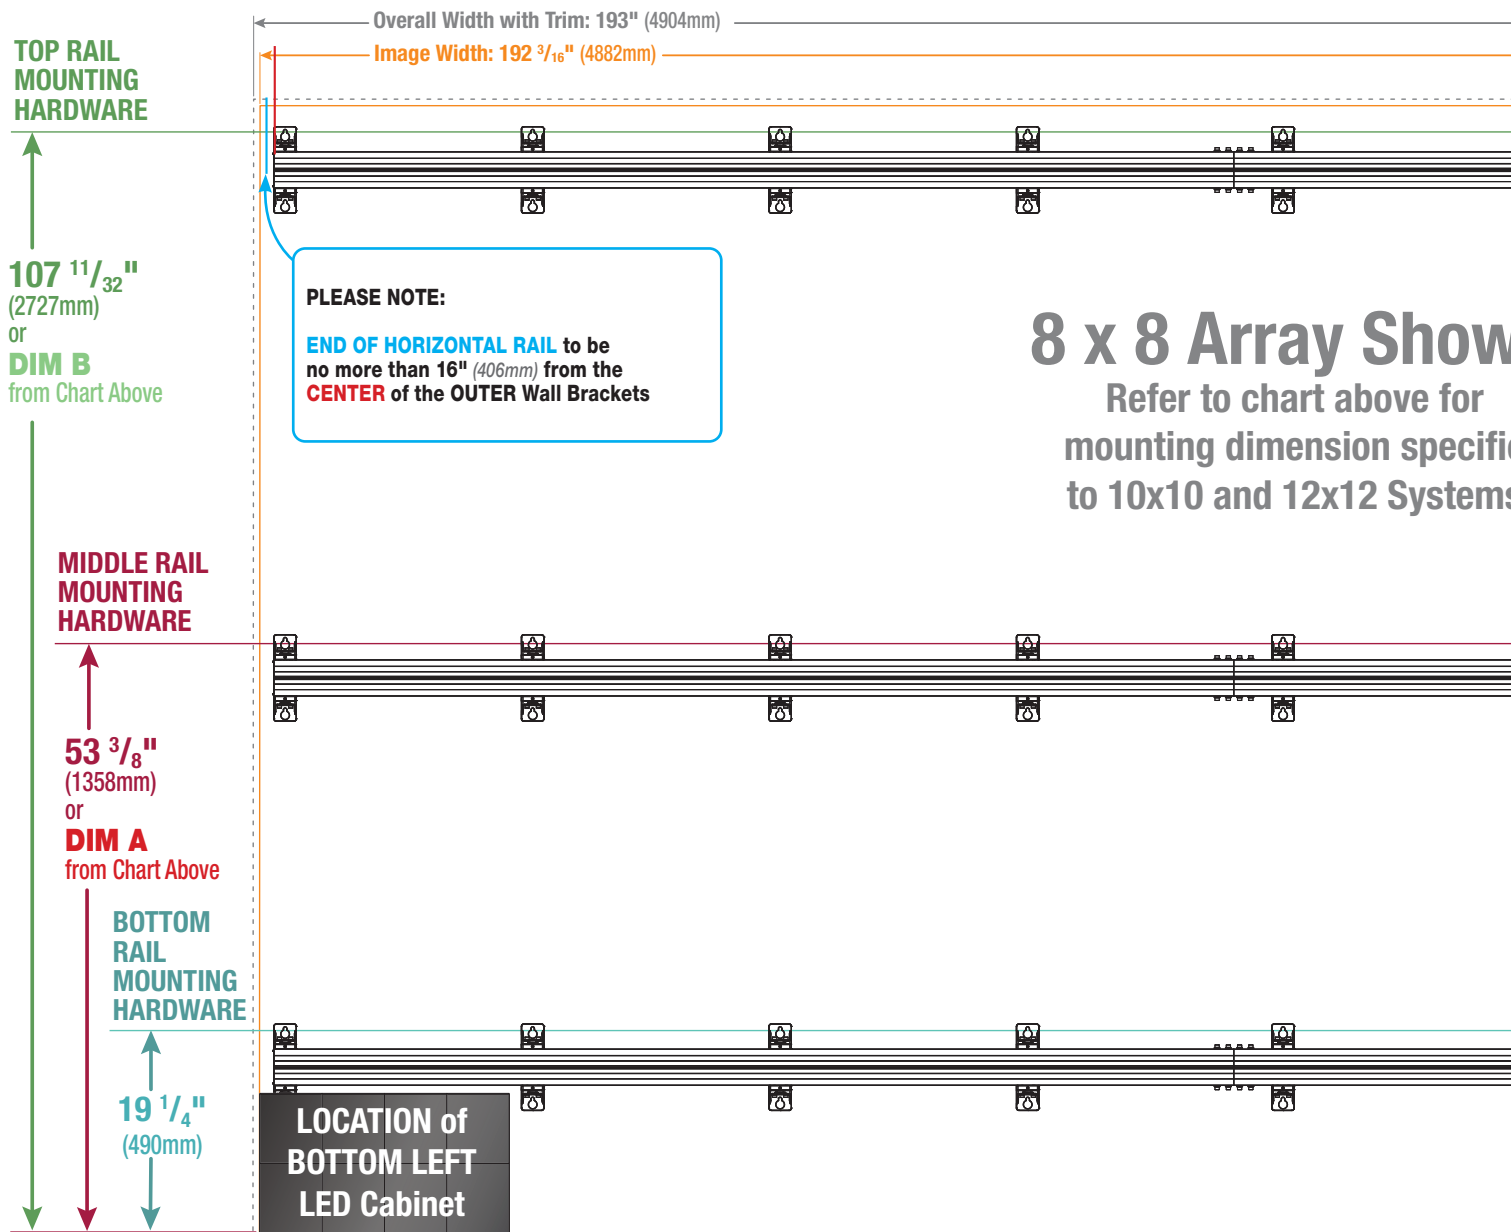 Overall Width with Trim: 193" (4904mm)
Image Width: 192 3/16" (4882mm)
TOP RAIL
MOUNTING
HARDWARE
107 11/32"
(2727mm)
or
DIM B
from Chart Above
PLEASE NOTE:
END OF HORIZONTAL RAIL to be
no more than 16" (406mm) from the
CENTER of the OUTER Wall Brackets
8 x 8 Array Show
Refer to chart above for
mounting dimension specific
to 10x10 and 12x12 Systems
MIDDLE RAIL
MOUNTING
HARDWARE
53 3/8"
(1358mm)
or
DIM A
from Chart Above
BOTTOM
RAIL
MOUNTING
HARDWARE
19 1/4"
(490mm)
LOCATION of
BOTTOM LEFT
LED Cabinet